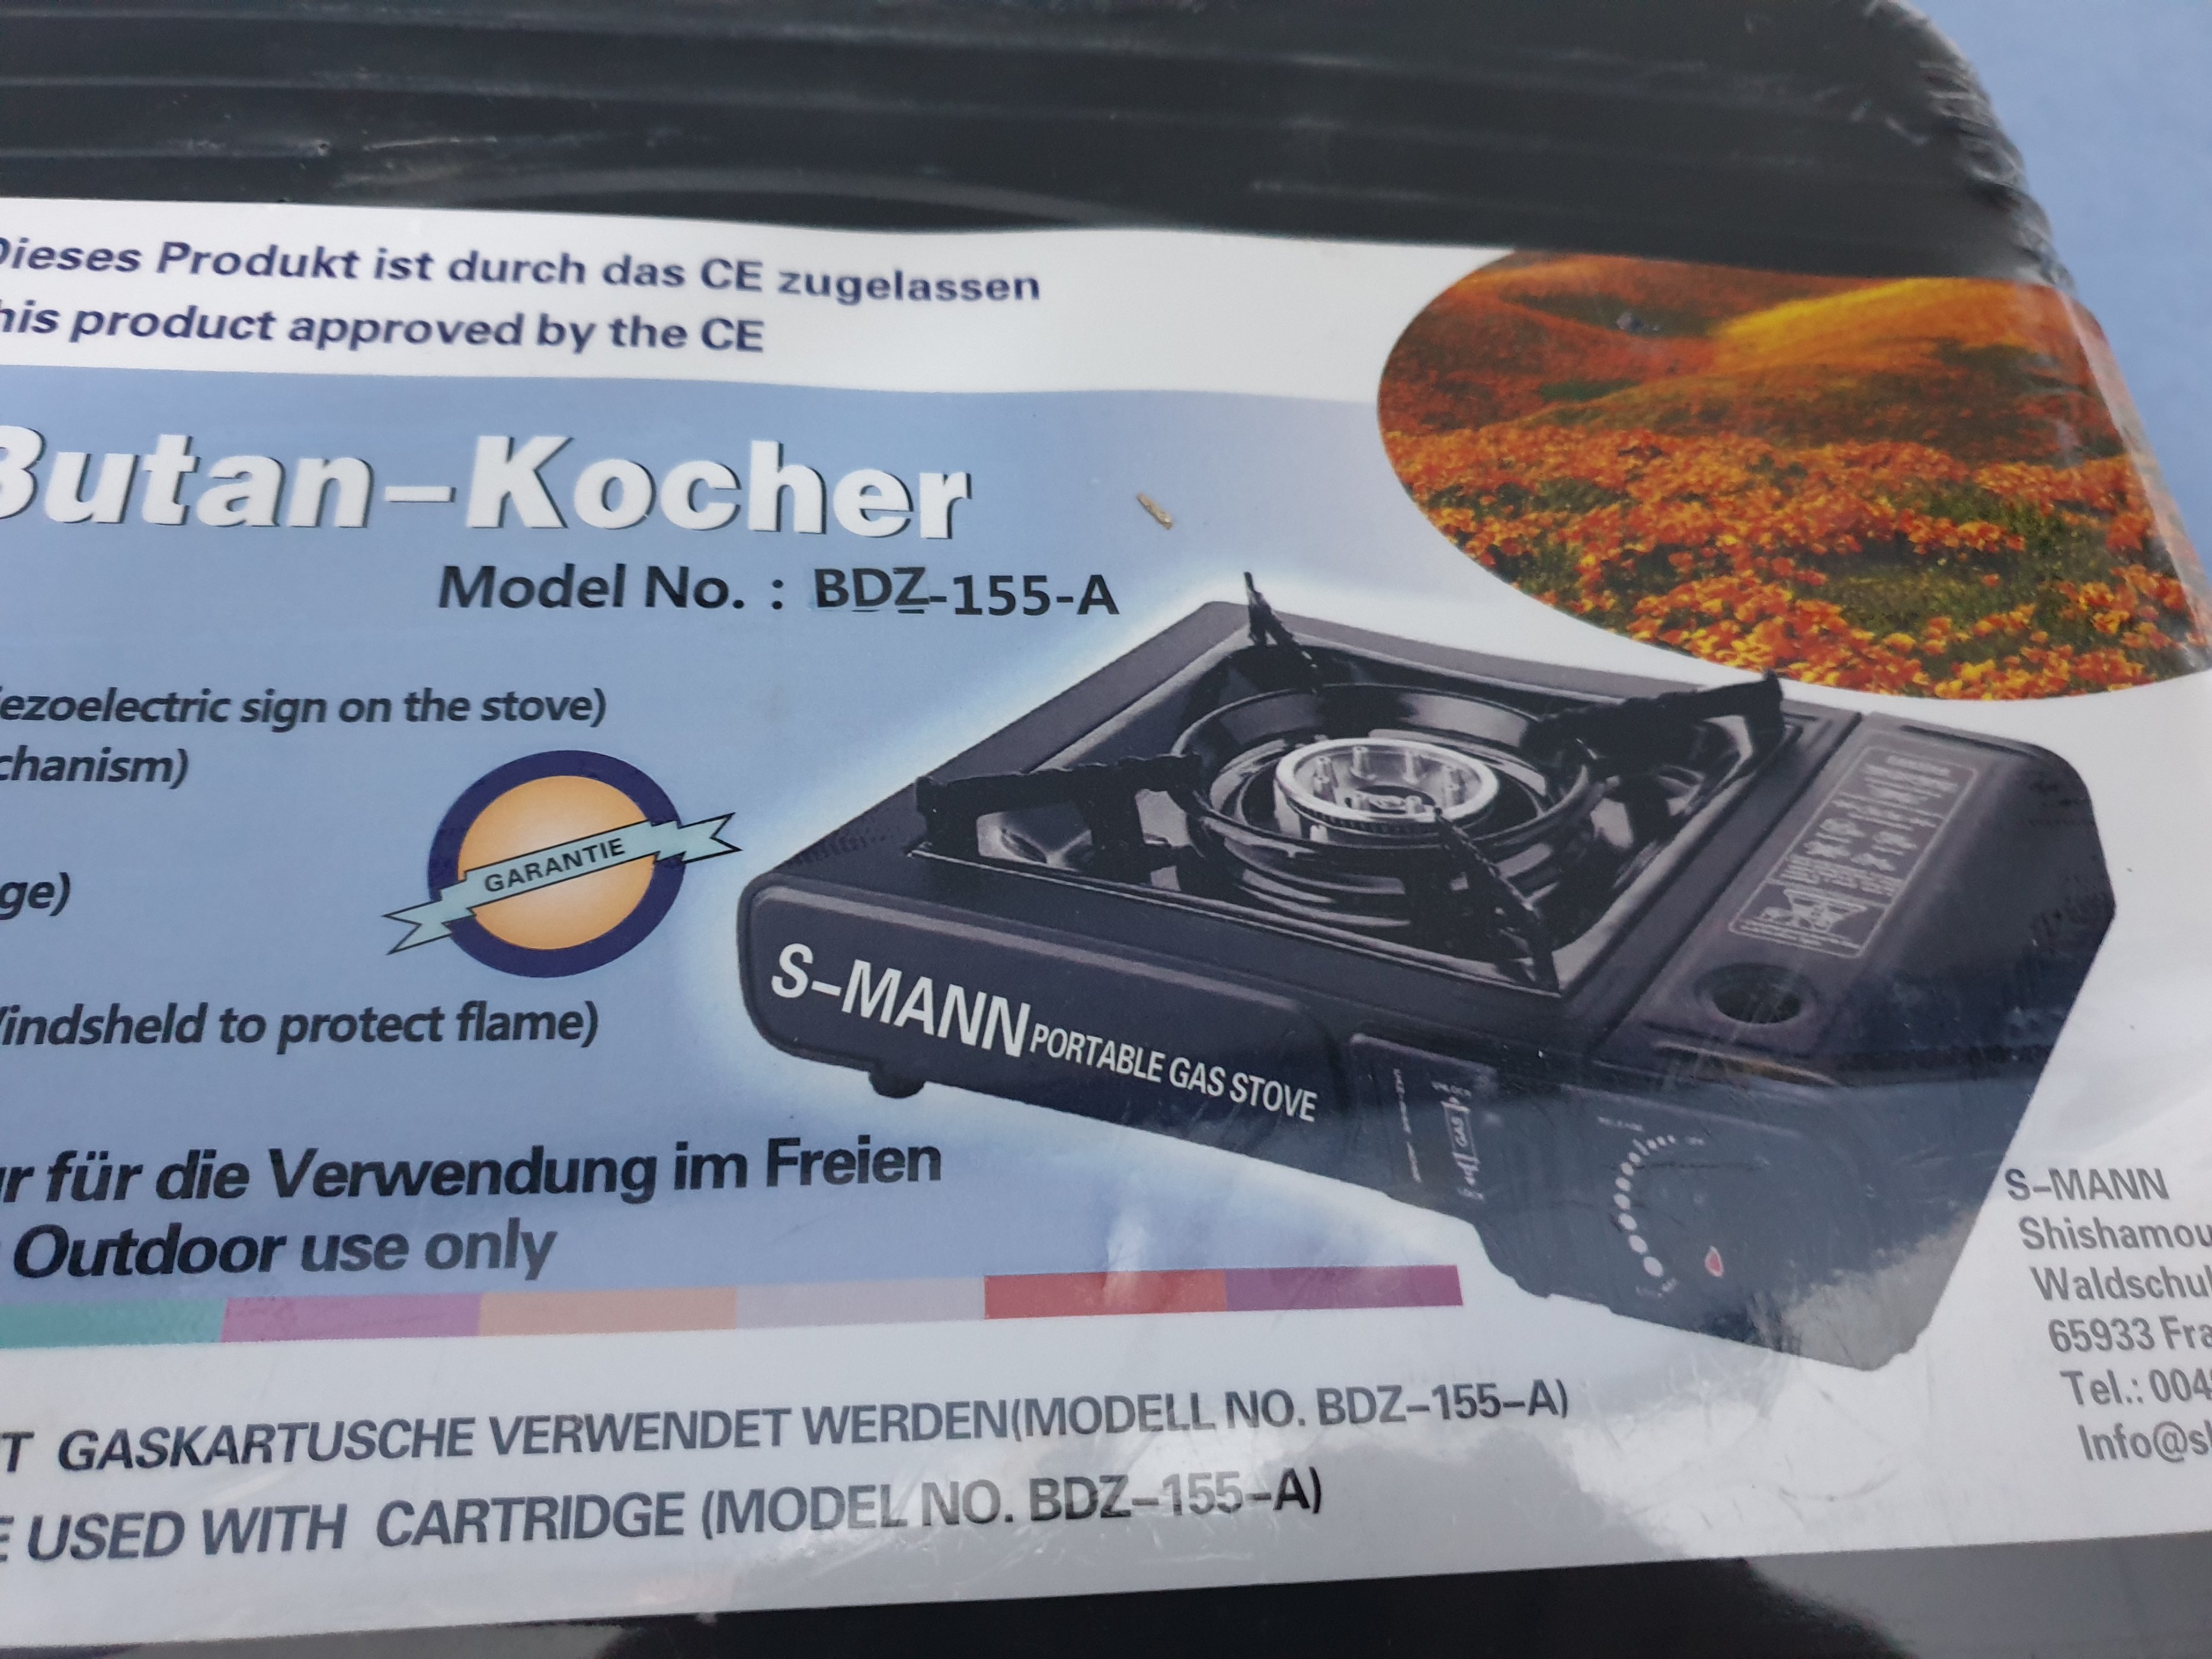 Dieses Produkt ist durch das CE zugelassen
his product approved by the CE
Butan-Kocher
Model No. : BDZ-155-A
iezoelectric sign on the stove)
chanism)
GARANTIE
ge)
indsheld to protect flame)
S-MANN PORTABLE GAS STOVE
GAS
r für die Verwendung im Freien
Outdoor use only
T GASKARTUSCHE VERWENDET WERDEN(MODELL NO. BDZ-155-A)
E USED WITH CARTRIDGE (MODEL NO. BDZ-155-A)
S-MANN
Shishamou
Waldschul
65933 Fra
Tel.: 004
Info@s